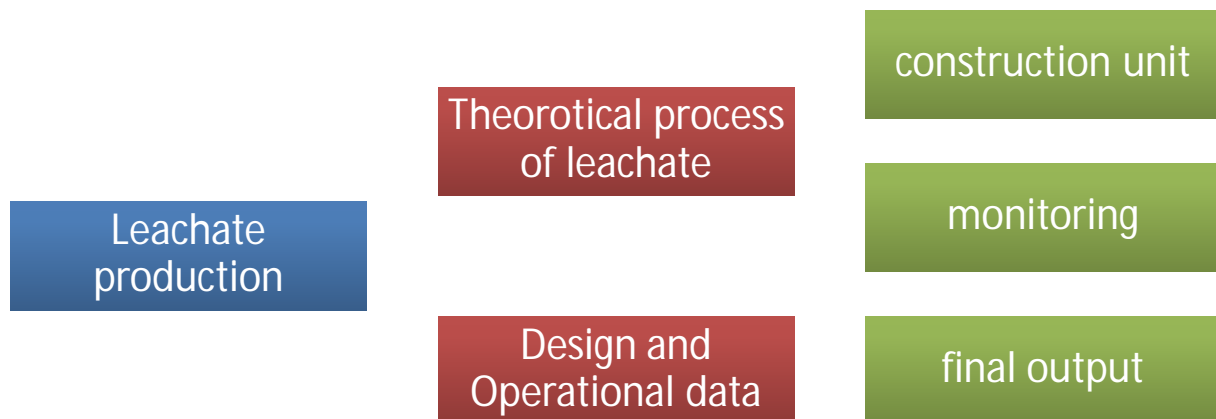 Leachate
production
Theorotical process
of leachate
Design and
Operational data
construction unit
monitoring
final output